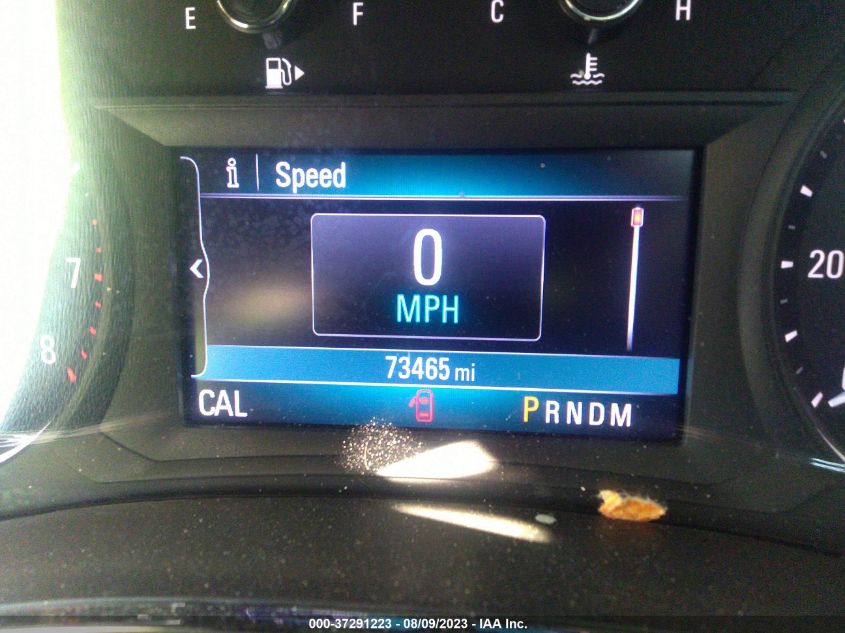 E F C H
Speed
7
0
20
MPH
8
73465 mi
CAL
PRNDM
000-37291223 - 08/09/2023 - IAA Inc.